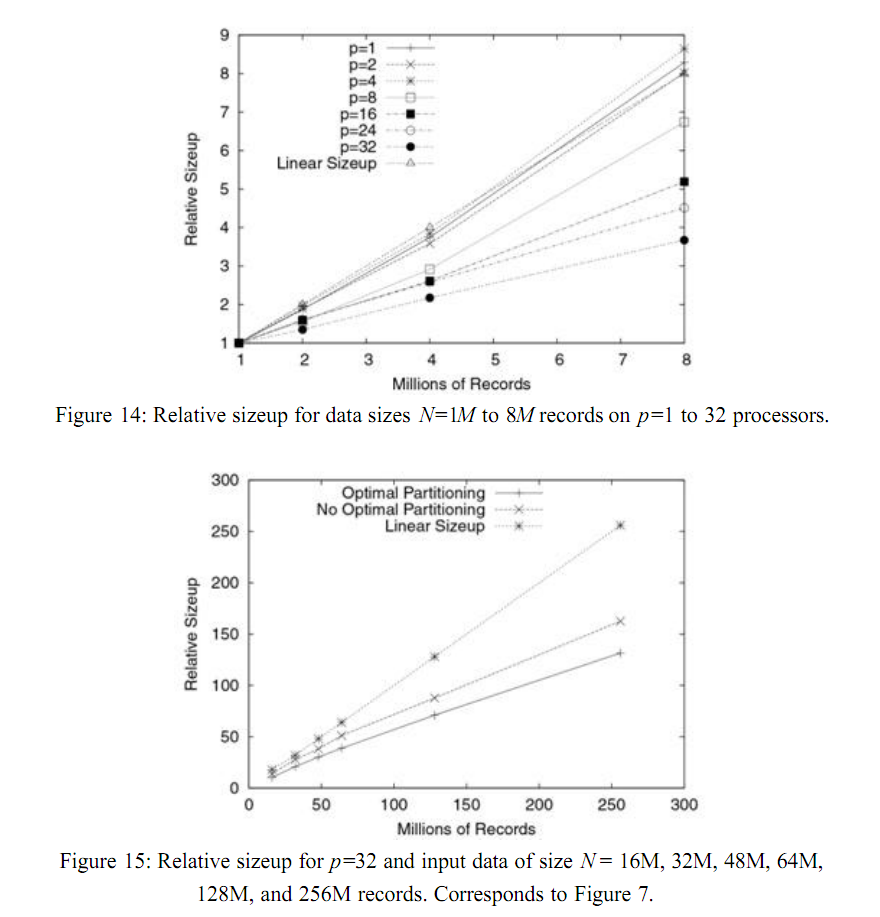 9
8
7
6
5
4
3
2
1
Relative Sizeup
p=1
p=2
p=4
p=8
p=16
p=24
p=32
Linear Sizeup
1 2 3 4 5 6 7 8
Millions of Records
Figure 14: Relative sizeup for data sizes N=1M to 8M records on p=1 to 32 processors.
300
250
200
150
100
50
0
Relative Sizeup
Optimal Partitioning
No Optimal Partitioning
Linear Sizeup
0 50 100 150 200 250 300
Millions of Records
Figure 15: Relative sizeup for p=32 and input data of size N= 16M, 32M, 48M, 64M,
128M, and 256M records. Corresponds to Figure 7.